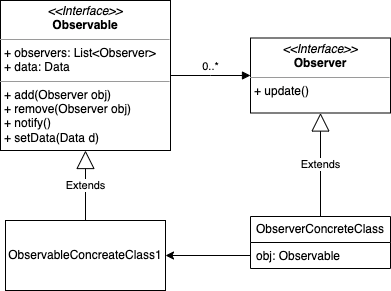 <<Interface>>
Observable
+ observers: List<Observer>
+ data: Data
+ add(Observer obj)
+ remove(Observer obj)
+ notify()
+ setData(Data d)
0..*
<<Interface>>
Observer
+ update()
Extends
Extends
ObservableConcreateClass1
ObserverConcreteClass
obj: Observable